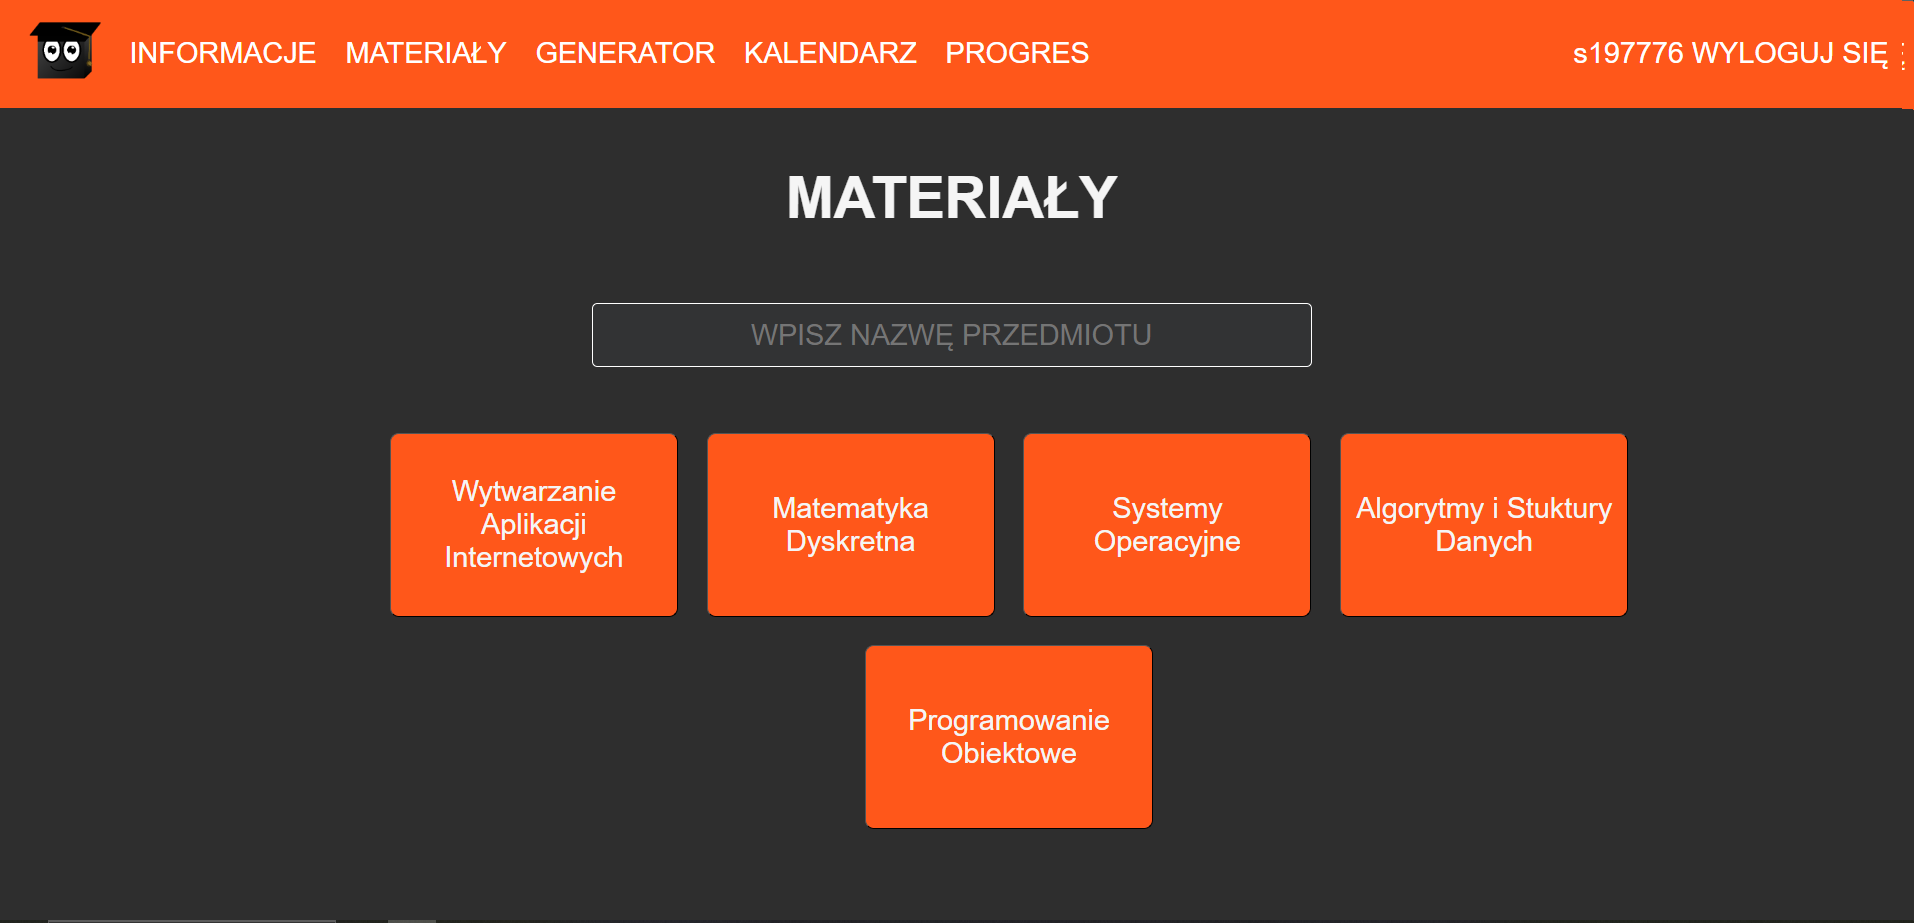 INFORMACJE MATERIAŁY GENERATOR KALENDARZ PROGRES s197776 WYLOGUJ SIĘ
MATERIAŁY
WPISZ NAZWĘ PRZEDMIOTU
Wytwarzanie
Aplikacji
Internetowych
Matematyka
Dyskretna
Systemy
Operacyjne
Algorytmy i Stuktury
Danych
Programowanie
Obiektowe